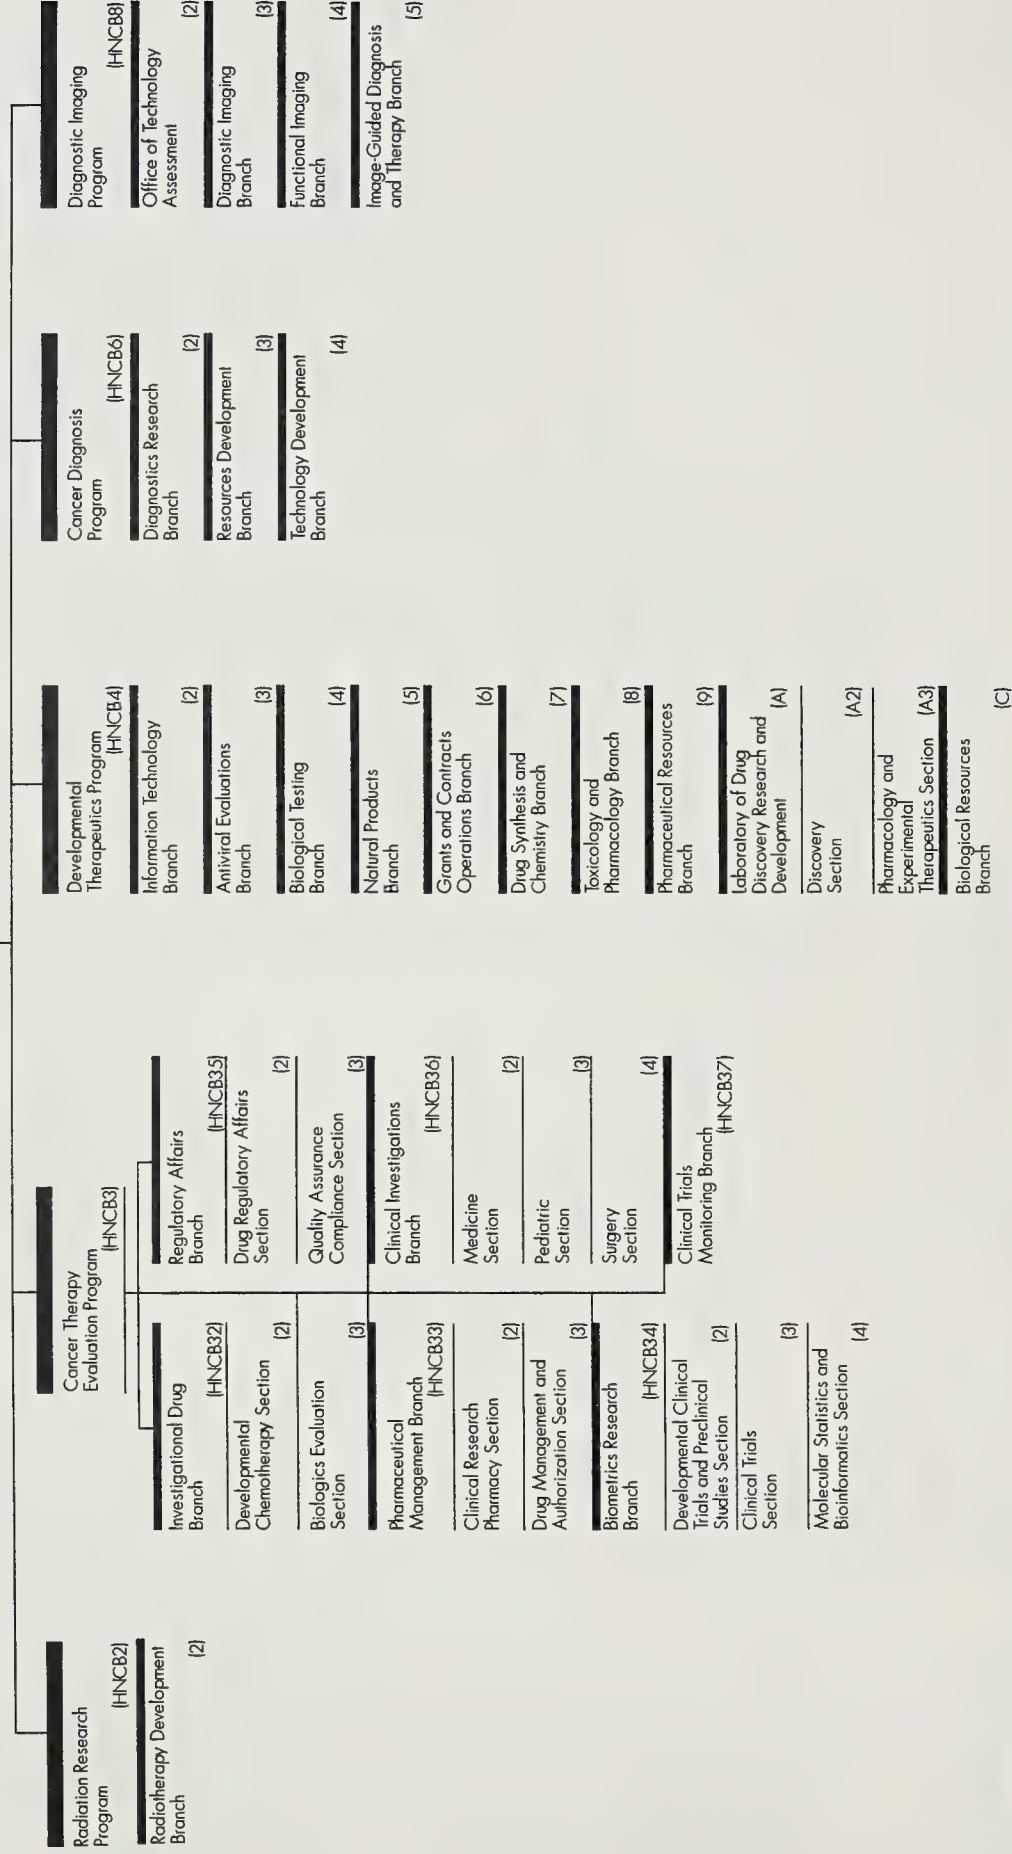 Radiation Research
Program
(HNCB2)
Radiotherapy Development
Branch
(2)
Cancer Therapy
Evaluation Program
(HNCB3)
Investigational Drug
Branch
(HNCB32)
Developmental
Chemotherapy Section
(2)
Biologics Evaluation
Section
(3)
Pharmaceutical
Management Branch
(HNCB33)
Clinical Research
Pharmacy Section
(2)
Drug Management and
Authorization Section
(3)
Biometrics Research
Branch
(HNCB34)
Developmental Clinical
Trials and Preclinical
Studies Section
(2)
Clinical Trials
Section
(3)
Molecular Statistics and
Bioinformatics Section
(4)
Regulatory Affairs
Branch
(HNCB35)
Drug Regulatory Affairs
Section
(2)
Quality Assurance
Compliance Section
(3)
Clinical Investigations
Branch
(HNCB36)
Medicine
Section
(2)
Pediatric
Section
(3)
Surgery
Section
(4)
Clinical Trials
Monitoring Branch
(HNCB37)
Developmental
Therapeutics Program
(HNCB4)
Information Technology
Branch
(2)
Antiviral Evaluations
Branch
(3)
Biological Testing
Branch
(4)
Natural Products
Branch
(5)
Grants and Contracts
Operations Branch
(6)
Drug Synthesis and
Chemistry Branch
(7)
Toxicology and
Pharmacology Branch
(8)
Pharmaceutical Resources
Branch
(9)
Laboratory of Drug
Discovery Research and
Development
(A)
Discovery
Section
(A2)
Pharmacology and
Experimental
Therapeutics Section
(A3)
Biological Resources
Branch
(C)
Cancer Diagnosis
Program
(HNCB6)
Diagnostics Research
Branch
(2)
Resources Development
Branch
(3)
Technology Development
Branch
(4)
Diagnostic Imaging
Program
(HNCB8)
Office of Technology
Assessment
(2)
Diagnostic Imaging
Branch
(3)
Functional Imaging
Branch
(4)
Image-Guided Diagnosis
and Therapy Branch
(5)